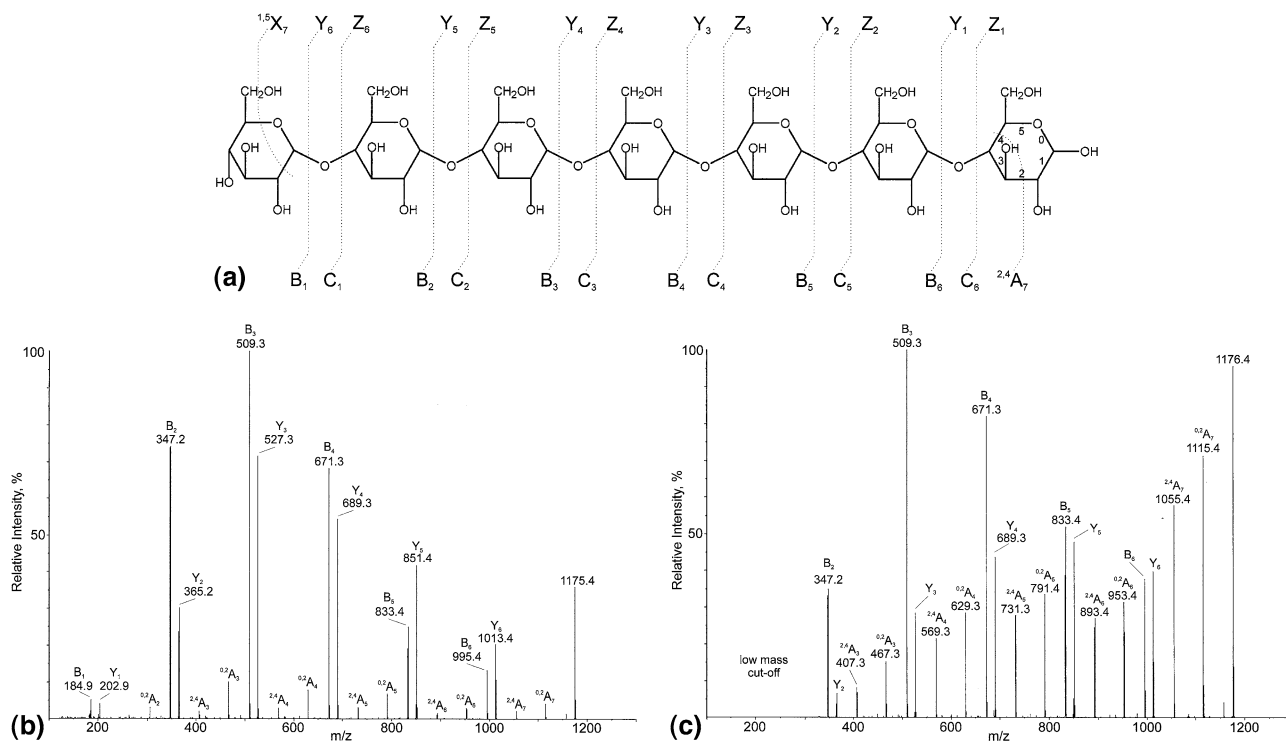 1,5X7 Y6 Z6 Y5 Z5 Y4 Z4 Y3 Z3 Y2 Z2 Y1 Z1
CH2OH CH2OH CH2OH CH2OH CH2OH CH2OH CH2OH
O O O O O O 5 O
OH OH OH OH OH OH 4 OH 0 OH
HO O O O O O O 3 2 1
OH OH OH OH OH OH OH
(a) B1 C1 B2 C2 B3 C3 B4 C4 B5 C5 B6 C6 2,4A7
100
50
Relative Intensity, %
B3
509.3
B2
347.2
Y3
527.3
B4
671.3
Y4
689.3
Y5
851.4
Y2
365.2
B5
833.4
Y6
1013.4
B6
995.4
1175.4
B1
184.9
Y1
202.9
0,2A2
2,4A3
0,2A3
2,4A4
0,2A4
2,4A5
0,2A5
2,4A6
0,2A6
2,4A7
0,2A7
200 400 600 800 1000 1200
m/z
(b)
100
50
Relative Intensity, %
B3
509.3
B4
671.3
1176.4
0,2A7
1115.4
2,4A7
1055.4
B5
833.4
Y5
Y4
689.3
B2
347.2
Y3
0,2A4
629.3
2,4A5
731.3
0,2A5
791.4
B6
Y6
0,2A6
953.4
2,4A6
893.4
2,4A4
569.3
0,2A3
467.3
2,4A3
407.3
Y2
low mass
cut-off
200 400 600 800 1000 1200
m/z
(c)